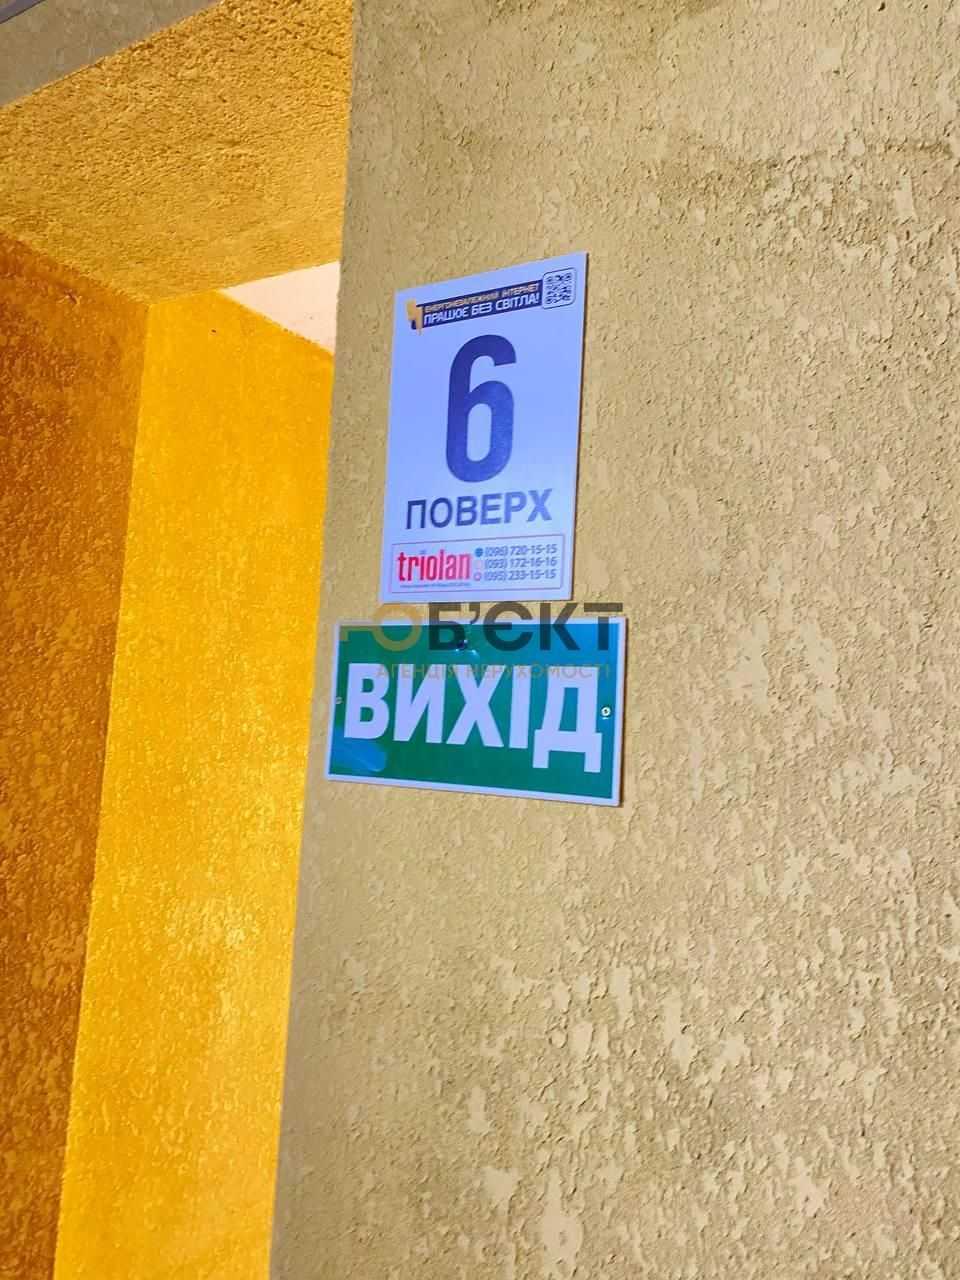 ЕНЕРГОНЕЗАЛЕЖНИЙ ІНТЕРНЕТ
ПРАЦЮЄ БЕЗ СВІТЛА!
6
ПОВЕРХ
triolan
(096) 720-15-15
(093) 172-16-16
(095) 233-15-15
ОБ'ЄКТ
АГЕНЦІЯ НЕРУХОМОСТІ
ВИХІД